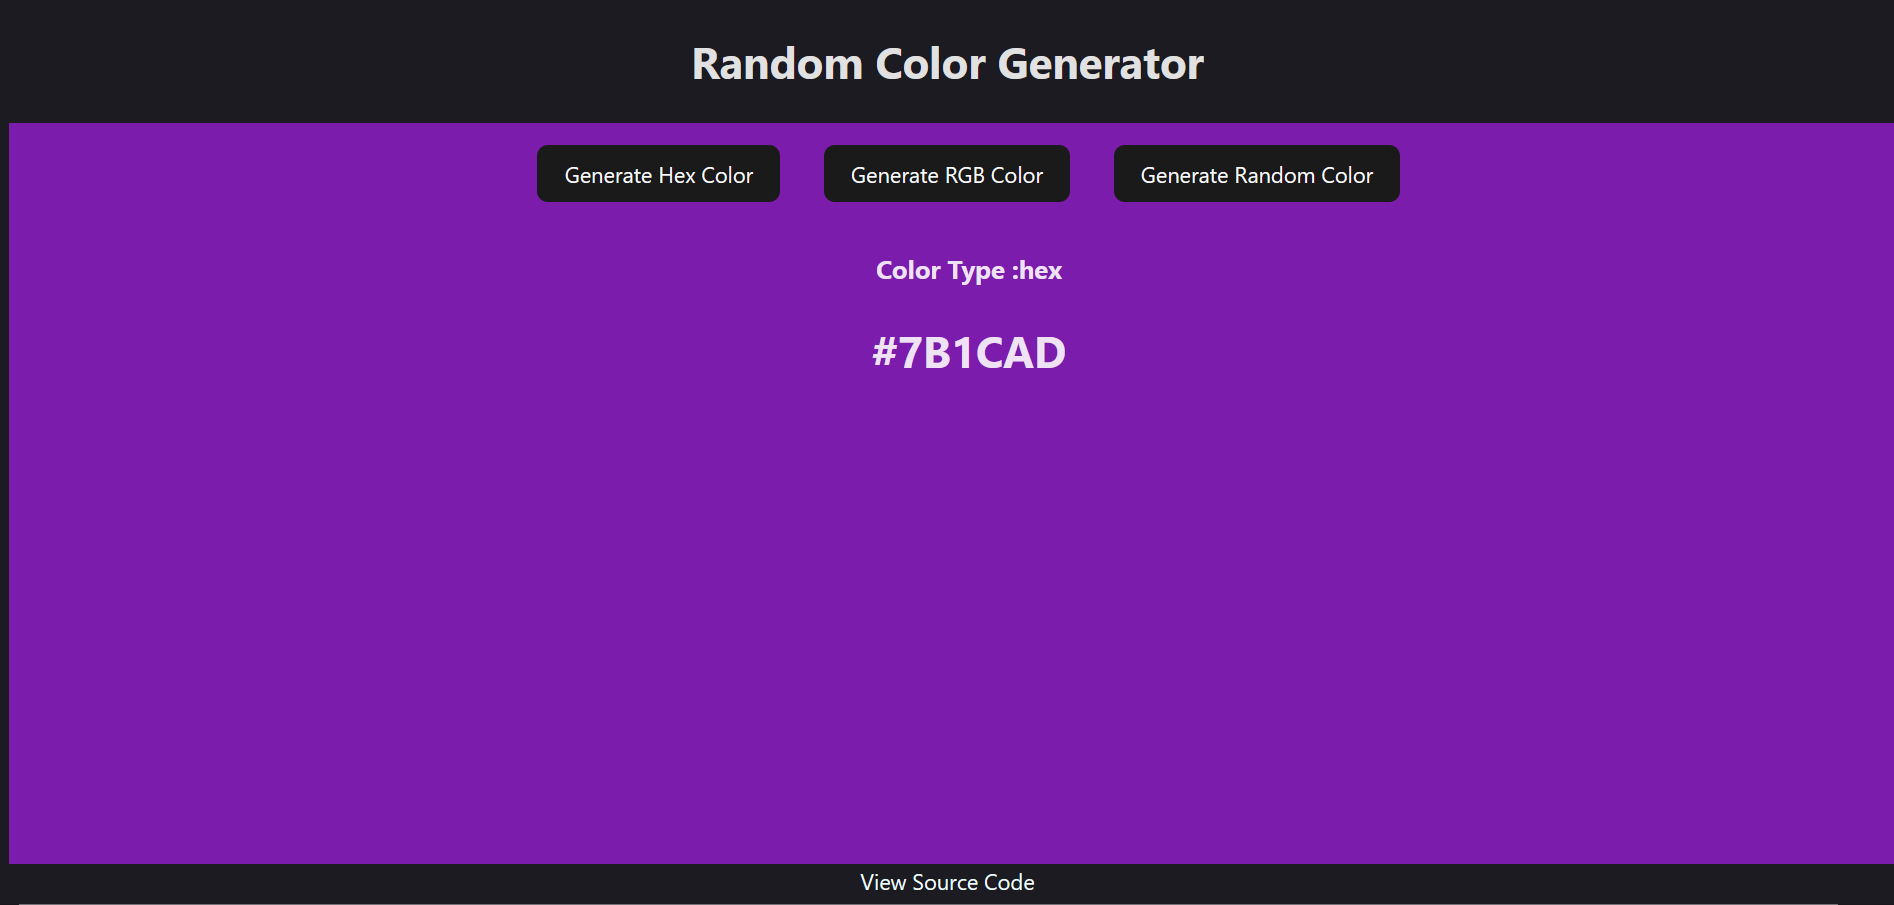 Random Color Generator
Generate Hex Color Generate RGB Color Generate Random Color
Color Type :hex
#7B1CAD
View Source Code